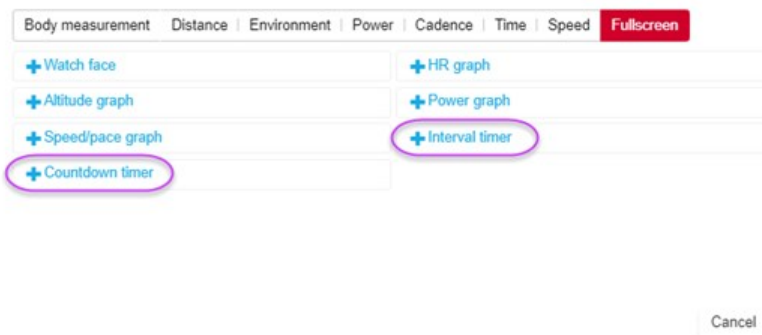 Body measurement Distance Environment Power Cadence Time Speed Fullscreen
Watch face HR graph
Altitude graph Power graph
Speed/pace graph Interval timer
Countdown timer
Cancel